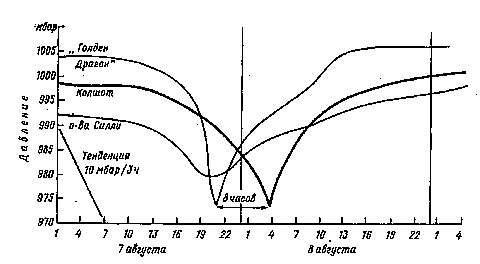 мбар
1005
1000
995
990
985
980
975
970
Давление
„Голден
Драган"
Колшот
о-ва Силли
Тенденция
10 мбар/3ч
8 часов
1 4 7 10 13 16 19 22 1 4 7 10 13 16 19 22 1 4
7 августа 8 августа